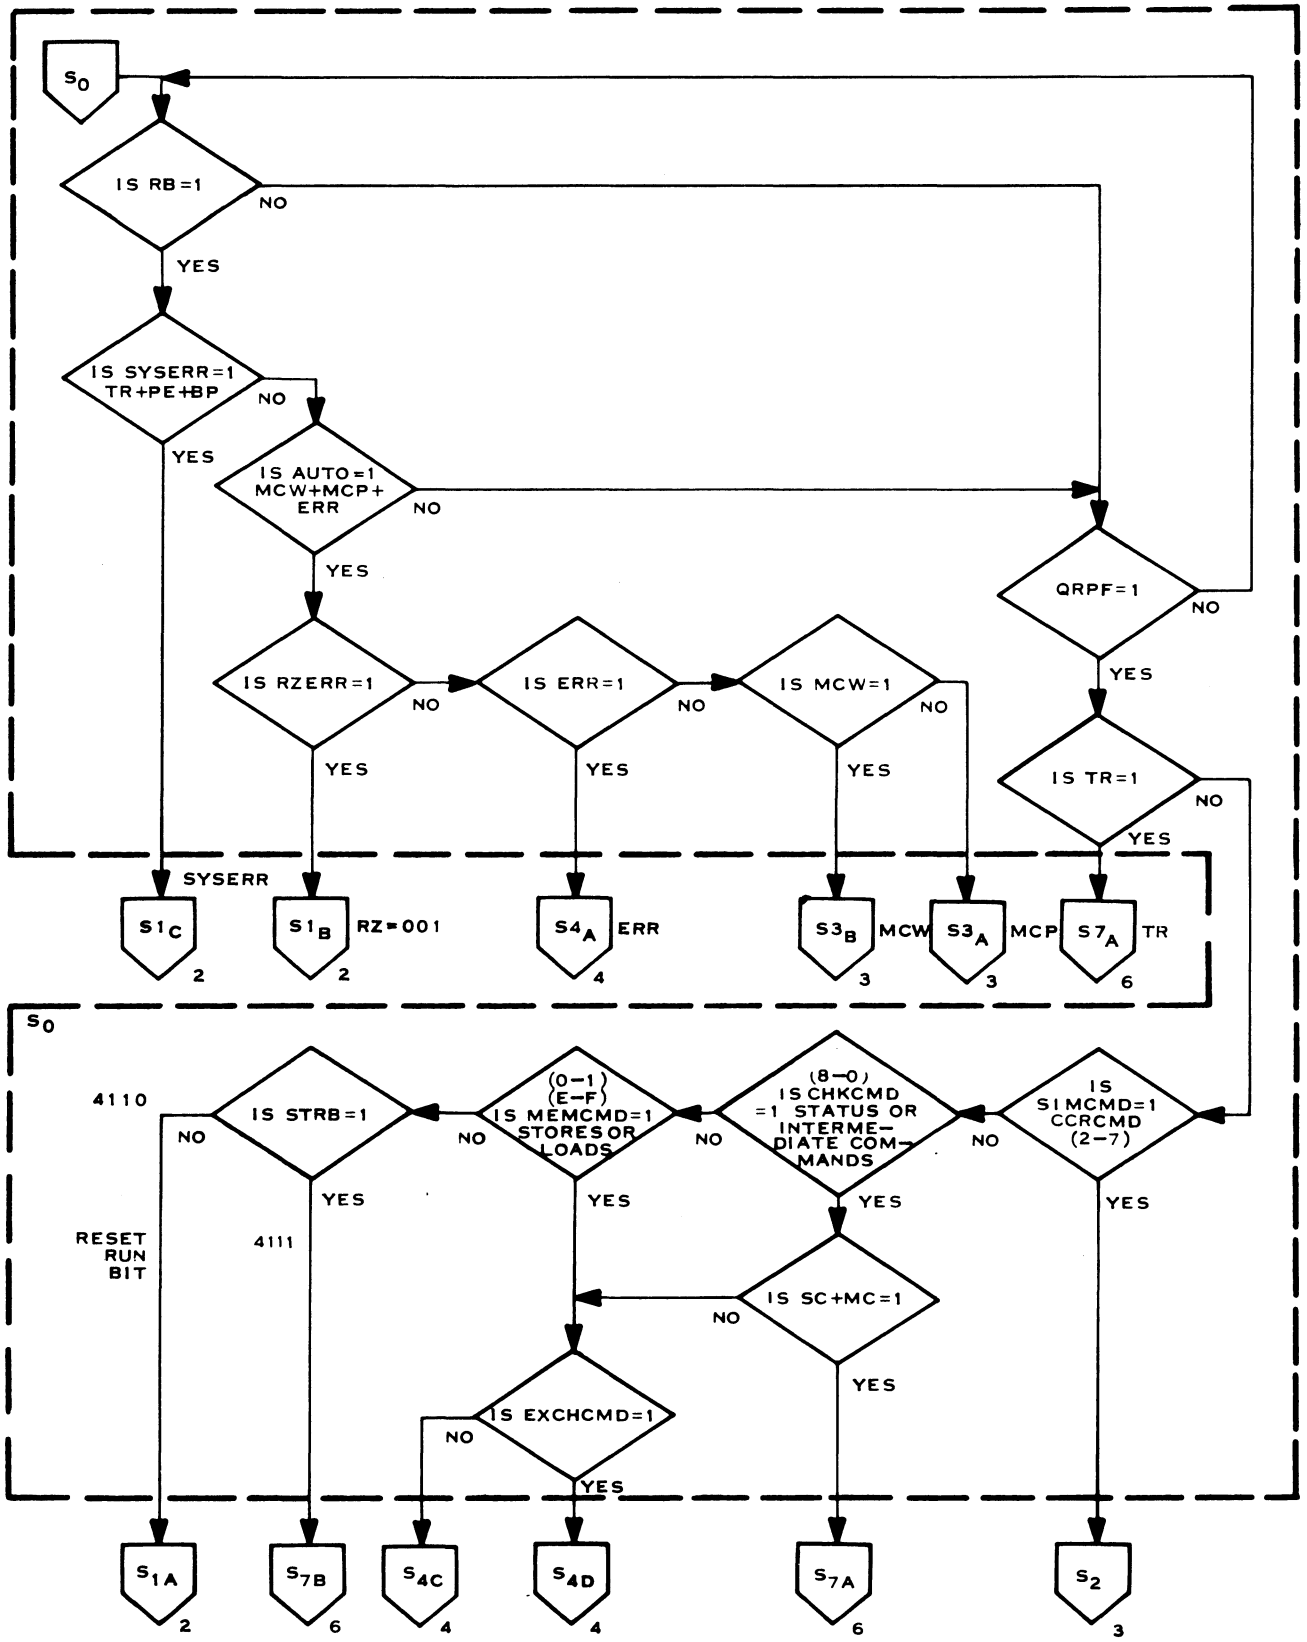 S0
IS RB=1
NO
YES
IS SYSERR=1
TR+PE+BP
NO
YES
IS AUTO=1
MCW+MCP+
ERR
NO
YES
QRPF=1
NO
YES
IS RZERR=1
NO
YES
IS ERR=1
NO
YES
IS MCW=1
NO
YES
IS TR=1
NO
YES
SYSERR
S1C
2
S1B
RZ=001
2
S4A
ERR
4
S3B
MCW
3
S3A
MCP
3
S7A
TR
6
S0
IS
SIMCMD=1
CCRCMD
(2-7)
NO
YES
(8-0)
IS CHKCMD
=1 STATUS OR
INTERME-
DIATE COM-
MANDS
NO
YES
(0-1)
(E-F)
IS MEMCMD=1
STORES OR
LOADS
NO
YES
IS STRB=1
4110
NO
YES
RESET
RUN
BIT
4111
IS SC+MC=1
NO
YES
IS EXCHCMD=1
NO
YES
S1A
2
S7B
6
S4C
4
S4D
4
S7A
6
S2
3